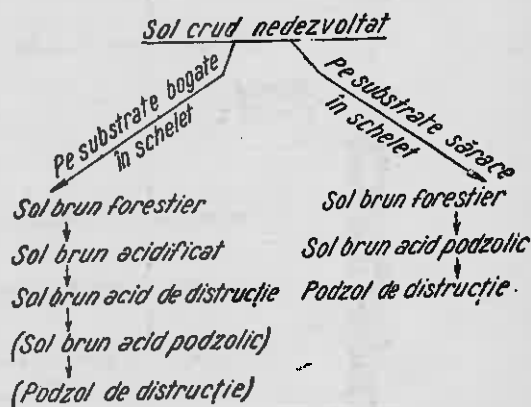 Sol crud nedezvoltat
Pe substrate bogate
în schelet
Sol brun forestier
Sol brun acidificat
Sol brun acid de distrucție
(Sol brun acid podzolic)
(Podzol de distrucție)
Pe substrate sărace
în schelet
Sol brun forestier
Sol brun acid podzolic
Podzol de distrucție.